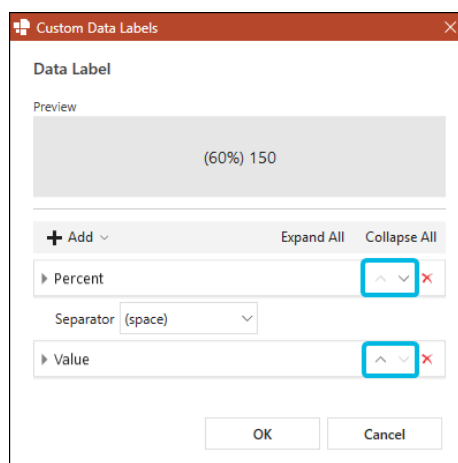 Custom Data Labels
Data Label
Preview
(60%) 150
Add
Expand All
Collapse All
Percent
Separator (space)
Value
OK
Cancel